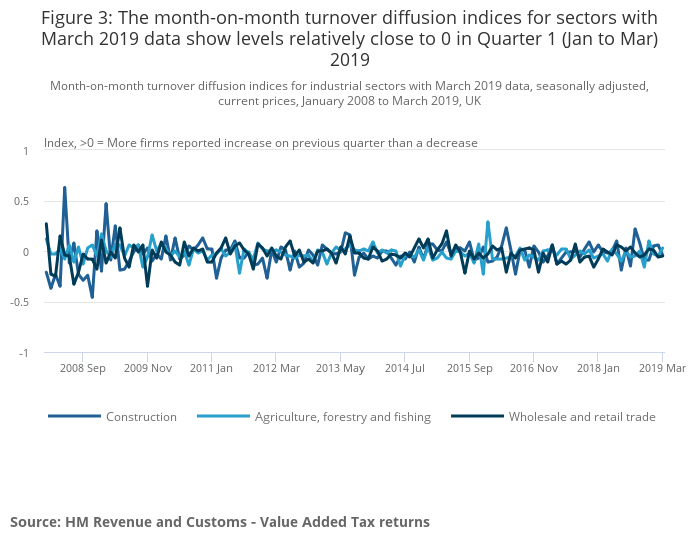 Figure 3: The month-on-month turnover diffusion indices for sectors with
March 2019 data show levels relatively close to 0 in Quarter 1 (Jan to Mar)
2019
Month-on-month turnover diffusion indices for industrial sectors with March 2019 data, seasonally adjusted,
current prices, January 2008 to March 2019, UK
Index, >0 = More firms reported increase on previous quarter than a decrease
1
0.5
0
-0.5
-1
2008 Sep 2009 Nov 2011 Jan 2012 Mar 2013 May 2014 Jul 2015 Sep 2016 Nov 2018 Jan 2019 Mar
Construction Agriculture, forestry and fishing Wholesale and retail trade
Source: HM Revenue and Customs - Value Added Tax returns